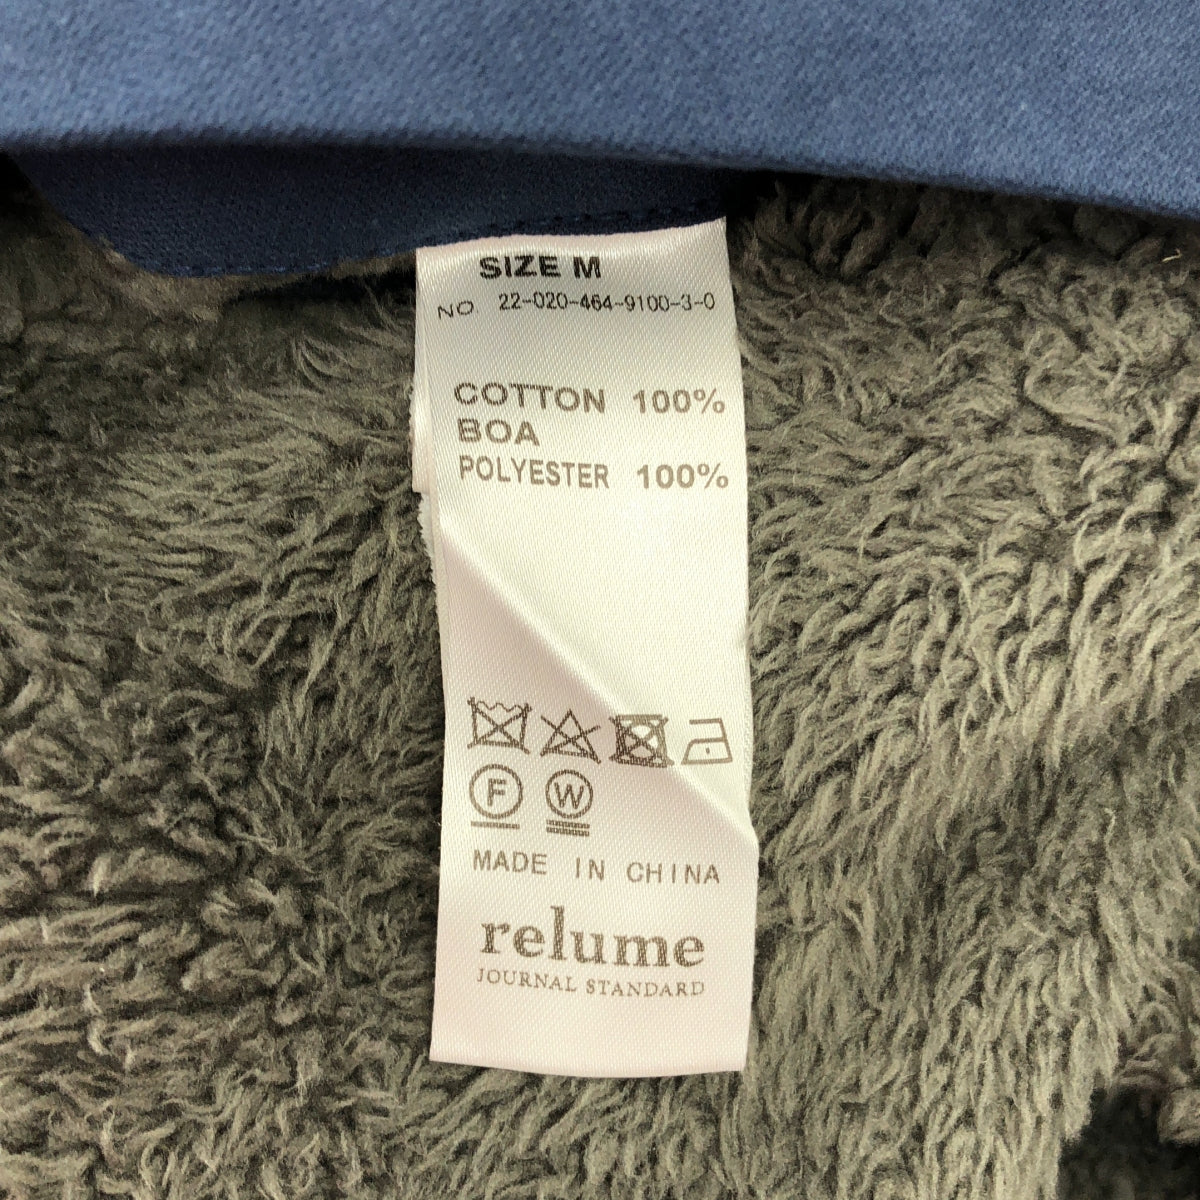 SIZE M
NO. 22-020-464-9100-3-0
COTTON 100%
BOA
POLYESTER 100%
F W
MADE IN CHINA
relume
JOURNAL STANDARD